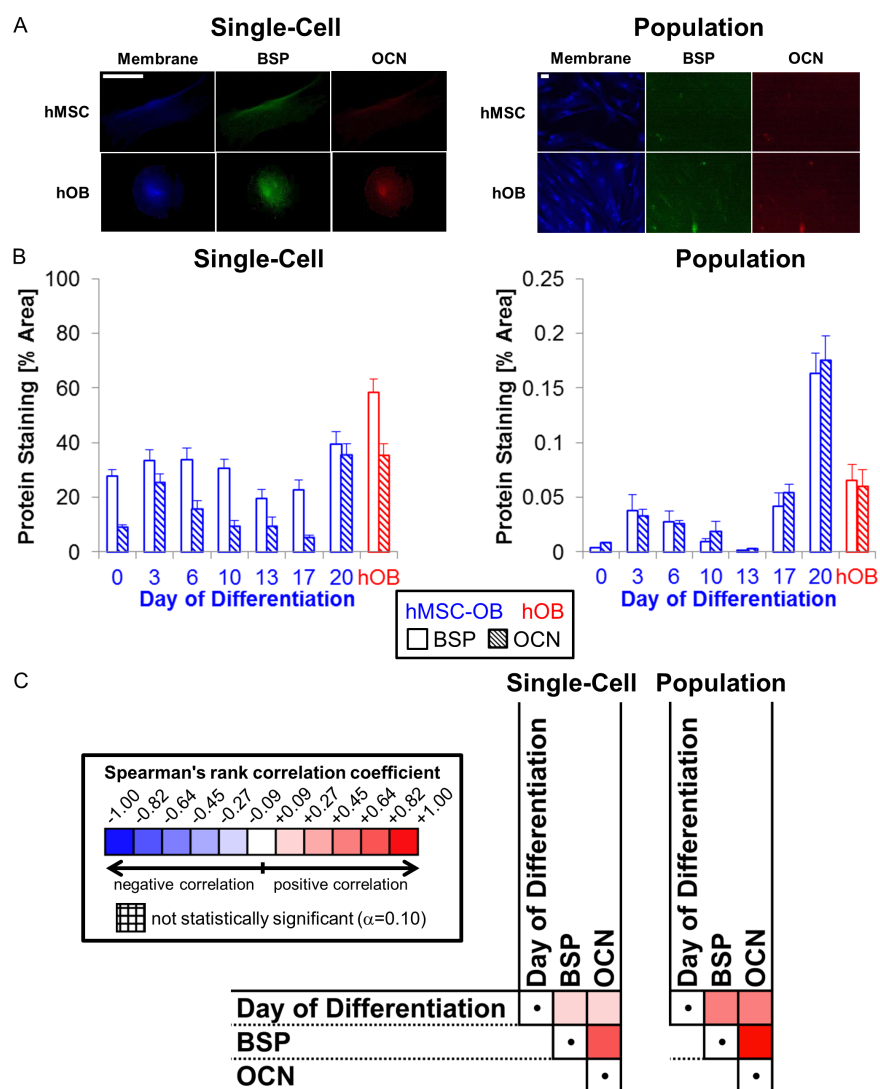 A
Single-Cell
Population
Membrane BSP OCN
Membrane BSP OCN
hMSC
hOB
hMSC
hOB
B
Single-Cell
Protein Staining [% Area]
100
80
60
40
20
0
0 3 6 10 13 17 20 hOB
Day of Differentiation
Population
Protein Staining [% Area]
0.25
0.2
0.15
0.1
0.05
0
0 3 6 10 13 17 20 hOB
Day of Differentiation
hMSC-OB hOB
BSP OCN
C
Single-Cell Population
Spearman's rank correlation coefficient
-1.00 -0.82 -0.64 -0.45 -0.27 -0.09 +0.09 +0.27 +0.45 +0.64 +0.82 +1.00
negative correlation positive correlation
not statistically significant (α=0.10)
Day of Differentiation
BSP
OCN
Day of Differentiation
BSP
OCN
Day of Differentiation
BSP
OCN